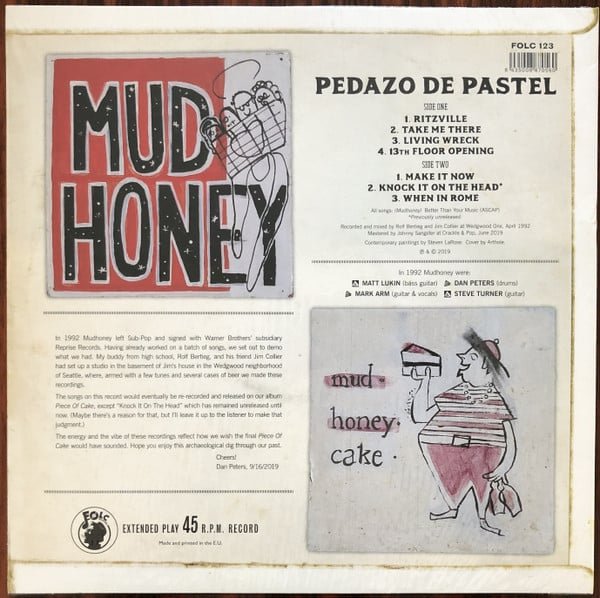 FOLC 123
PEDAZO DE PASTEL
SIDE ONE
1. RITZVILLE
2. TAKE ME THERE
3. LIVING WRECK
4. 13TH FLOOR OPENING
SIDE TWO
1. MAKE IT NOW
2. KNOCK IT ON THE HEAD*
3. WHEN IN ROME
All songs: (Mudhoney) Better Than Your Music (ASCAP)
*Previously unreleased
Recorded and mixed by Rolf Bertleg and Jim Collier at Wedgwood Orx, April 1992
Mastered by Johnny Sangster at Crackle & Pop, June 2019
Contemporary paintings by Steven LaRose. Cover by Arthole.
℗ & © 2019
MUD
HONEY
In 1992 Mudhoney were:
MATT LUKIN (bass guitar) DAN PETERS (drums)
MARK ARM (guitar & vocals) STEVE TURNER (guitar)
In 1992 Mudhoney left Sub-Pop and signed with Warner Brothers' subsidiary
Reprise Records. Having already worked on a batch of songs, we set out to demo
what we had. My buddy from high school, Rolf Bertleg, and his friend Jim Collier
had set up a studio in the basement of Jim's house in the Wedgwood neighborhood
of Seattle, where, armed with a few tunes and several cases of beer we made these
recordings.
The songs on this record would eventually be re-recorded and released on our album
Piece Of Cake, except "Knock It On The Head" which has remained unreleased until
now. (Maybe there's a reason for that, but I'll leave it up to the listener to make that
judgment.)
The energy and the vibe of these recordings reflect how we wish the final Piece Of
Cake would have sounded. Hope you enjoy this archaeological dig through our past.
Cheers!
Dan Peters, 9/16/2019
mud -
honey.
cake .
FOLC
EXTENDED PLAY 45 R.P.M. RECORD
Made and printed in the E.U.